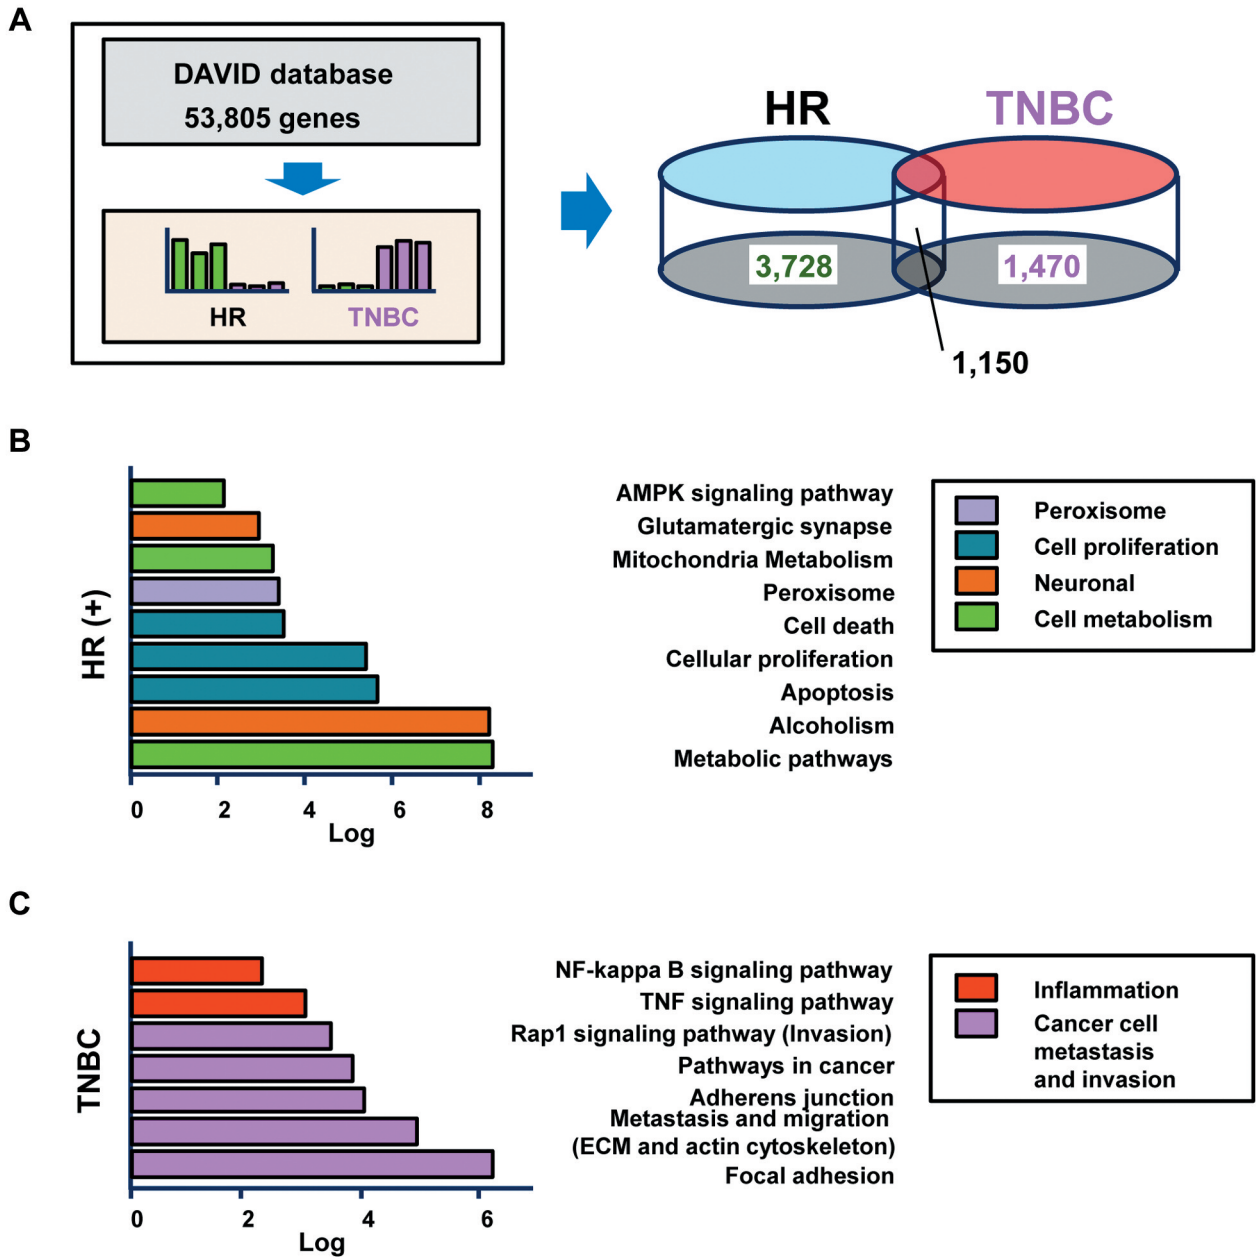 A
DAVID database
53,805 genes
HR
TNBC
HR
TNBC
3,728
1,470
1,150
B
HR (+)
AMPK signaling pathway
Glutamatergic synapse
Mitochondria Metabolism
Peroxisome
Cell death
Cellular proliferation
Apoptosis
Alcoholism
Metabolic pathways
0 2 4 6 8
Log
Peroxisome
Cell proliferation
Neuronal
Cell metabolism
C
TNBC
NF-kappa B signaling pathway
TNF signaling pathway
Rap1 signaling pathway (Invasion)
Pathways in cancer
Adherens junction
Metastasis and migration
(ECM and actin cytoskeleton)
Focal adhesion
0 2 4 6
Log
Inflammation
Cancer cell
metastasis
and invasion